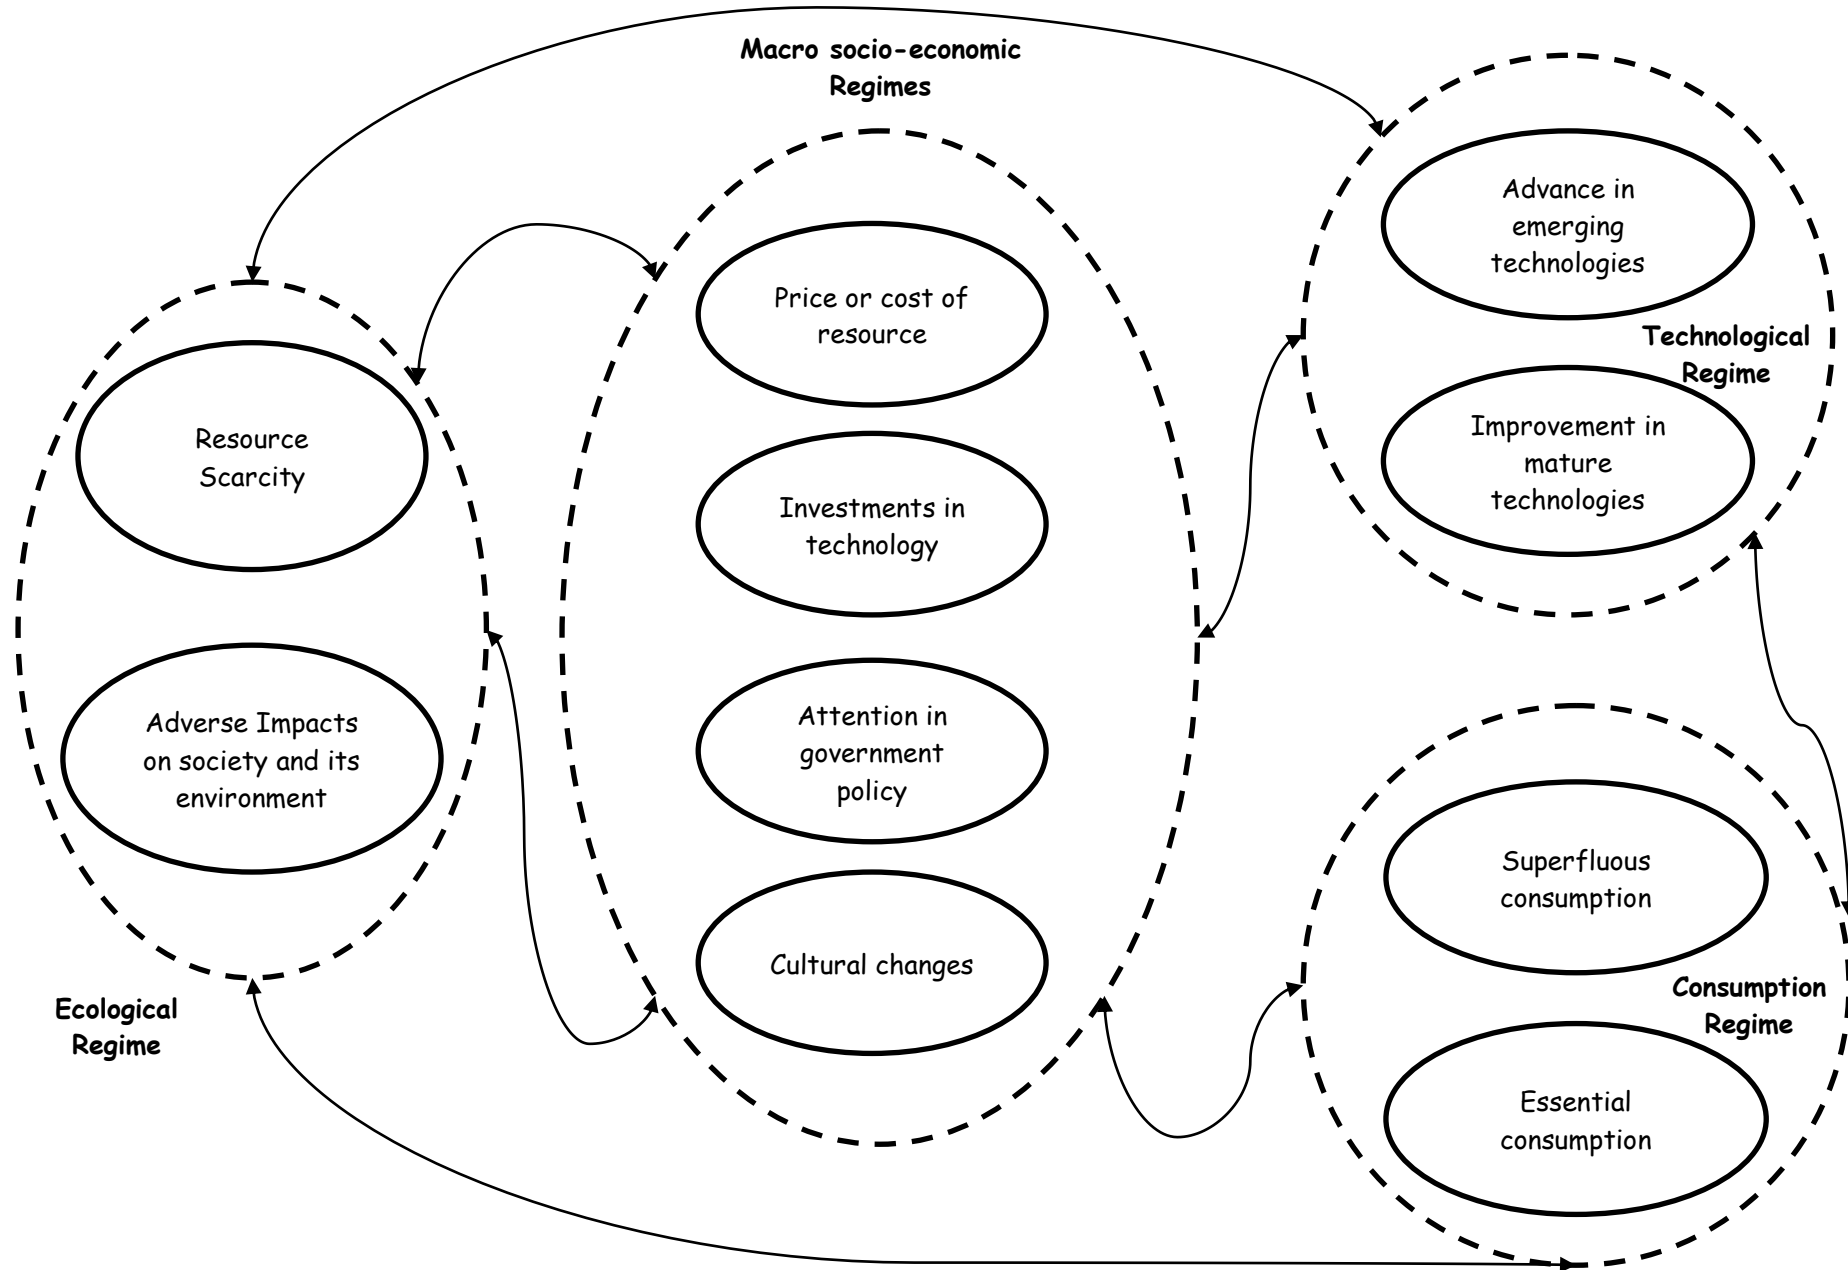 Macro socio-economic
Regimes
Resource
Scarcity
Adverse Impacts
on society and its
environment
Ecological
Regime
Price or cost of
resource
Investments in
technology
Attention in
government
policy
Cultural changes
Advance in
emerging
technologies
Technological
Regime
Improvement in
mature
technologies
Superfluous
consumption
Consumption
Regime
Essential
consumption